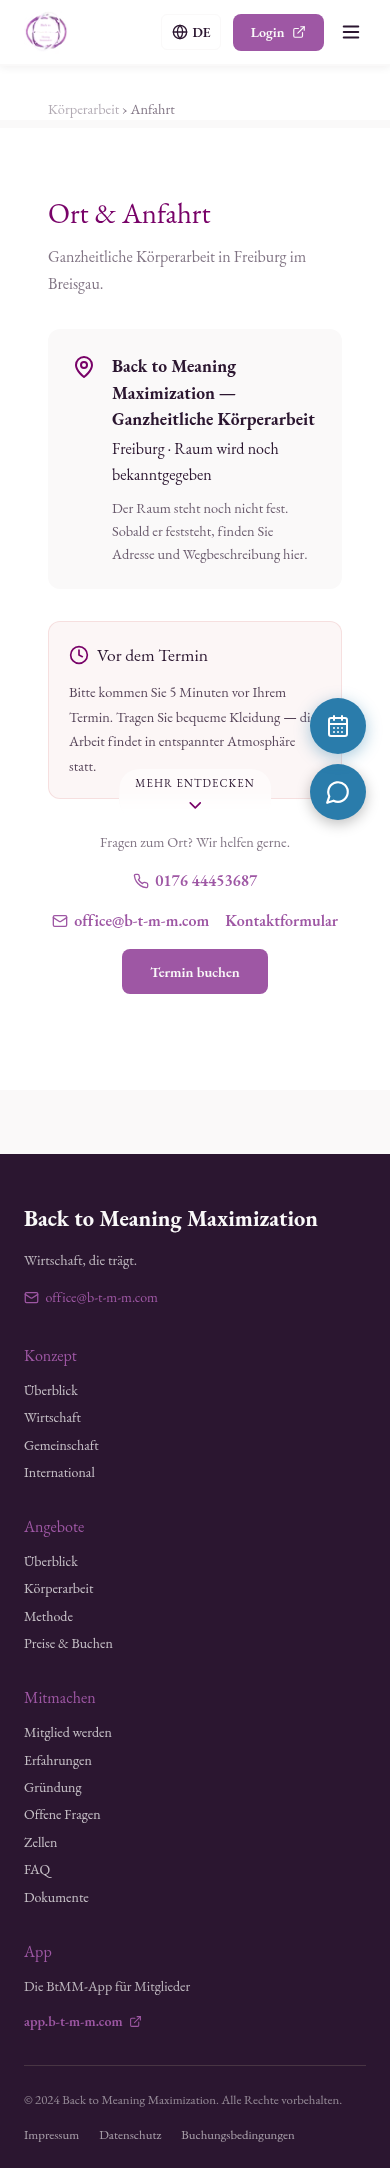 DE
Login
Körperarbeit › Anfahrt
Ort & Anfahrt
Ganzheitliche Körperarbeit in Freiburg im
Breisgau.
Back to Meaning
Maximization —
Ganzheitliche Körperarbeit
Freiburg · Raum wird noch
bekanntgegeben
Der Raum steht noch nicht fest.
Sobald er feststeht, finden Sie
Adresse und Wegbeschreibung hier.
Vor dem Termin
Bitte kommen Sie 5 Minuten vor Ihrem
Termin. Tragen Sie bequeme Kleidung —
Arbeit findet in entspannter Atmosphäre
statt.
MEHR ENTDECKEN
Fragen zum Ort? Wir helfen gerne.
0176 44453687
office@b-t-m-m.com Kontaktformular
Termin buchen
Back to Meaning Maximization
Wirtschaft, die trägt.
office@b-t-m-m.com
Konzept
Überblick
Wirtschaft
Gemeinschaft
International
Angebote
Überblick
Körperarbeit
Methode
Preise & Buchen
Mitmachen
Mitglied werden
Erfahrungen
Gründung
Offene Fragen
Zellen
FAQ
Dokumente
App
Die BtMM-App für Mitglieder
app.b-t-m-m.com
© 2024 Back to Meaning Maximization. Alle Rechte vorbehalten.
Impressum Datenschutz Buchungsbedingungen